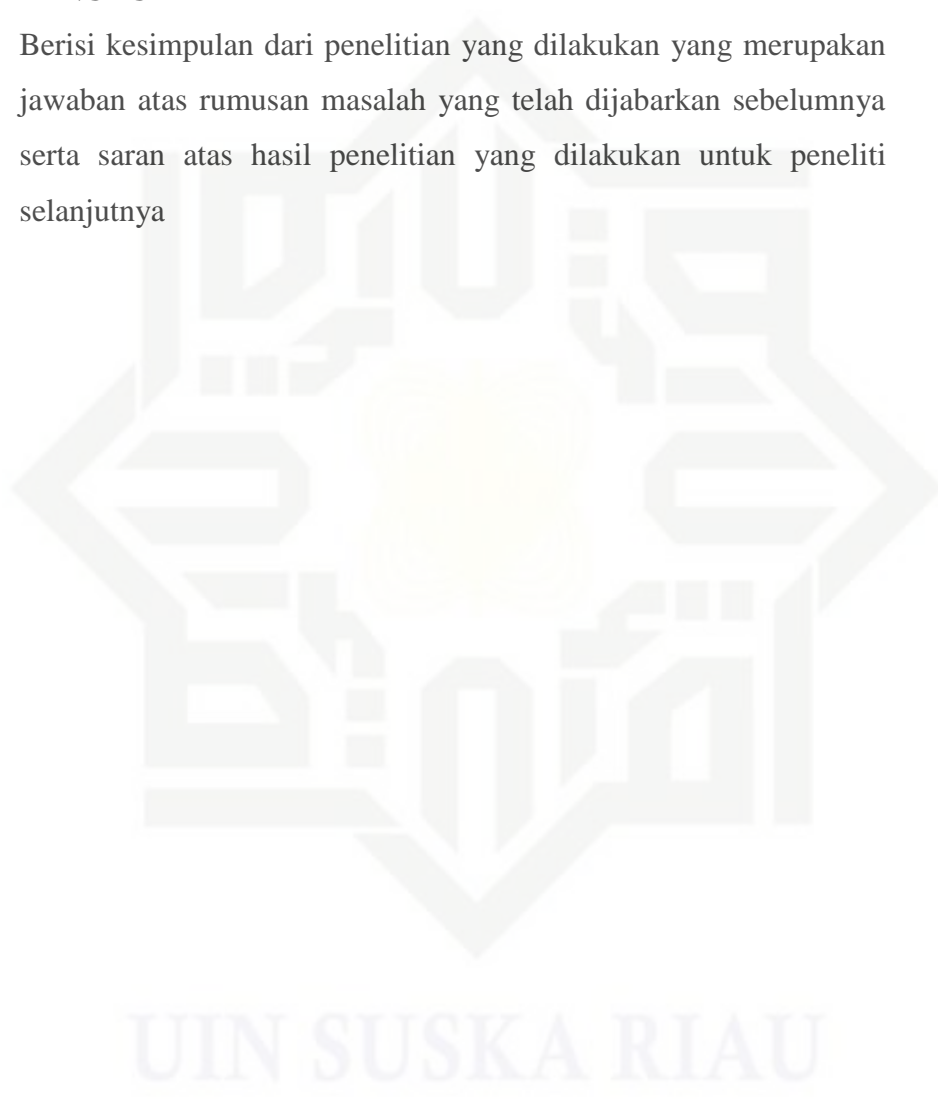 Berisi kesimpulan dari penelitian yang dilakukan yang merupakan
jawaban atas rumusan masalah yang telah dijabarkan sebelumnya
serta saran atas hasil penelitian yang dilakukan untuk peneliti
selanjutnya
UIN SUSKA RIAU